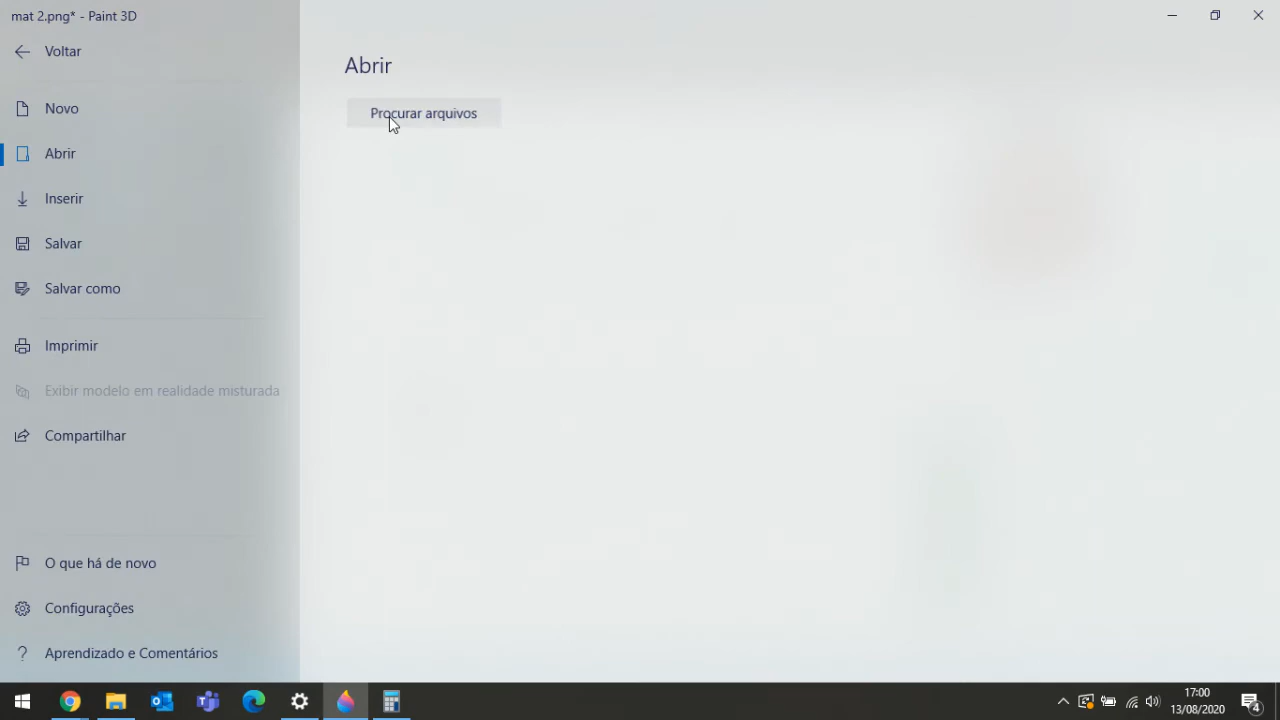 mat 2.png* - Paint 3D
Voltar
Novo
Abrir
Inserir
Salvar
Salvar como
Imprimir
Exibir modelo em realidade misturada
Compartilhar
O que há de novo
Configurações
Aprendizado e Comentários
Abrir
Procurar arquivos
17:00
13/08/2020
4